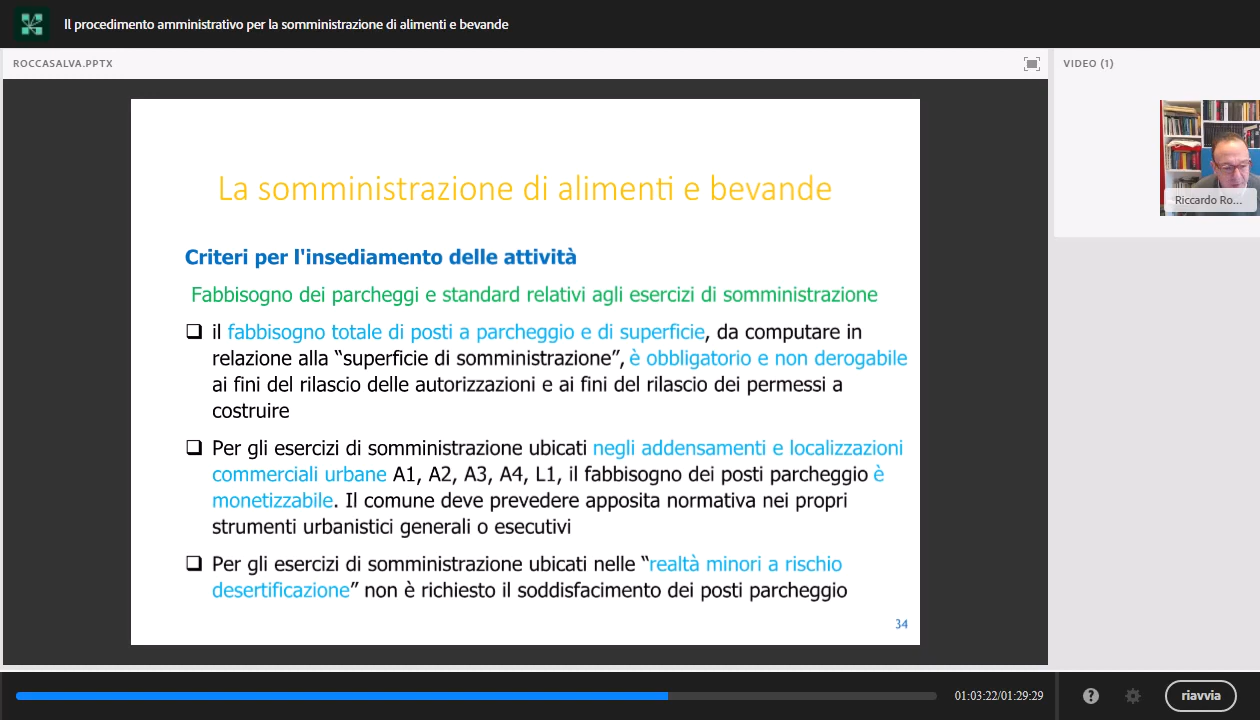 Il procedimento amministrativo per la somministrazione di alimenti e bevande
ROCCASALVA.PPTX
VIDEO (1)
La somministrazione di alimenti e bevande
Criteri per l'insediamento delle attività
Fabbisogno dei parcheggi e standard relativi agli esercizi di somministrazione
❑ il fabbisogno totale di posti a parcheggio e di superficie, da computare in
relazione alla “superficie di somministrazione”, è obbligatorio e non derogabile
ai fini del rilascio delle autorizzazioni e ai fini del rilascio dei permessi a
costruire
❑ Per gli esercizi di somministrazione ubicati negli addensamenti e localizzazioni
commerciali urbane A1, A2, A3, A4, L1, il fabbisogno dei posti parcheggio è
monetizzabile. Il comune deve prevedere apposita normativa nei propri
strumenti urbanistici generali o esecutivi
❑ Per gli esercizi di somministrazione ubicati nelle “realtà minori a rischio
desertificazione” non è richiesto il soddisfacimento dei posti parcheggio
34
Riccardo Ro...
01:03:22/01:29:29
riavvia